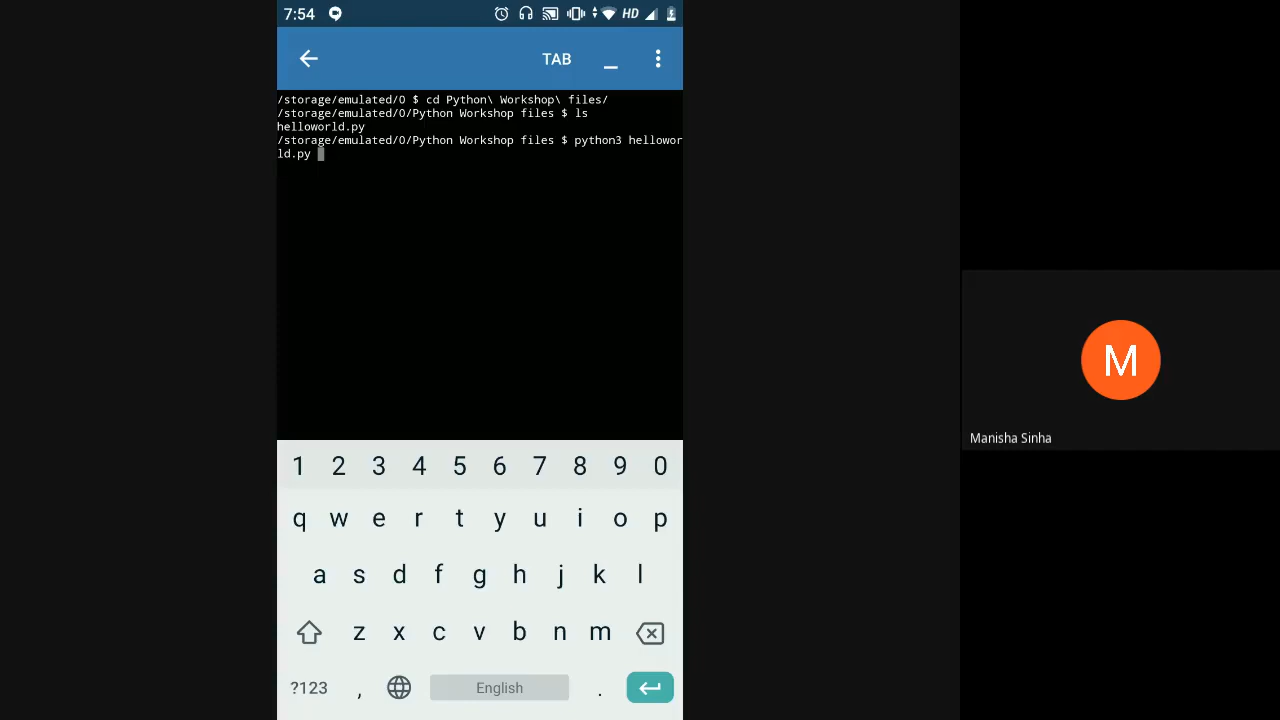 7:54 HD
TAB _
/storage/emulated/0 $ cd Python\ Workshop\ files/
/storage/emulated/0/Python Workshop files $ ls
helloworld.py
/storage/emulated/0/Python Workshop files $ python3 hellowor
ld.py
1 2 3 4 5 6 7 8 9 0
q w e r t y u i o p
a s d f g h j k l
z x c v b n m
?123 , English .
M
Manisha Sinha